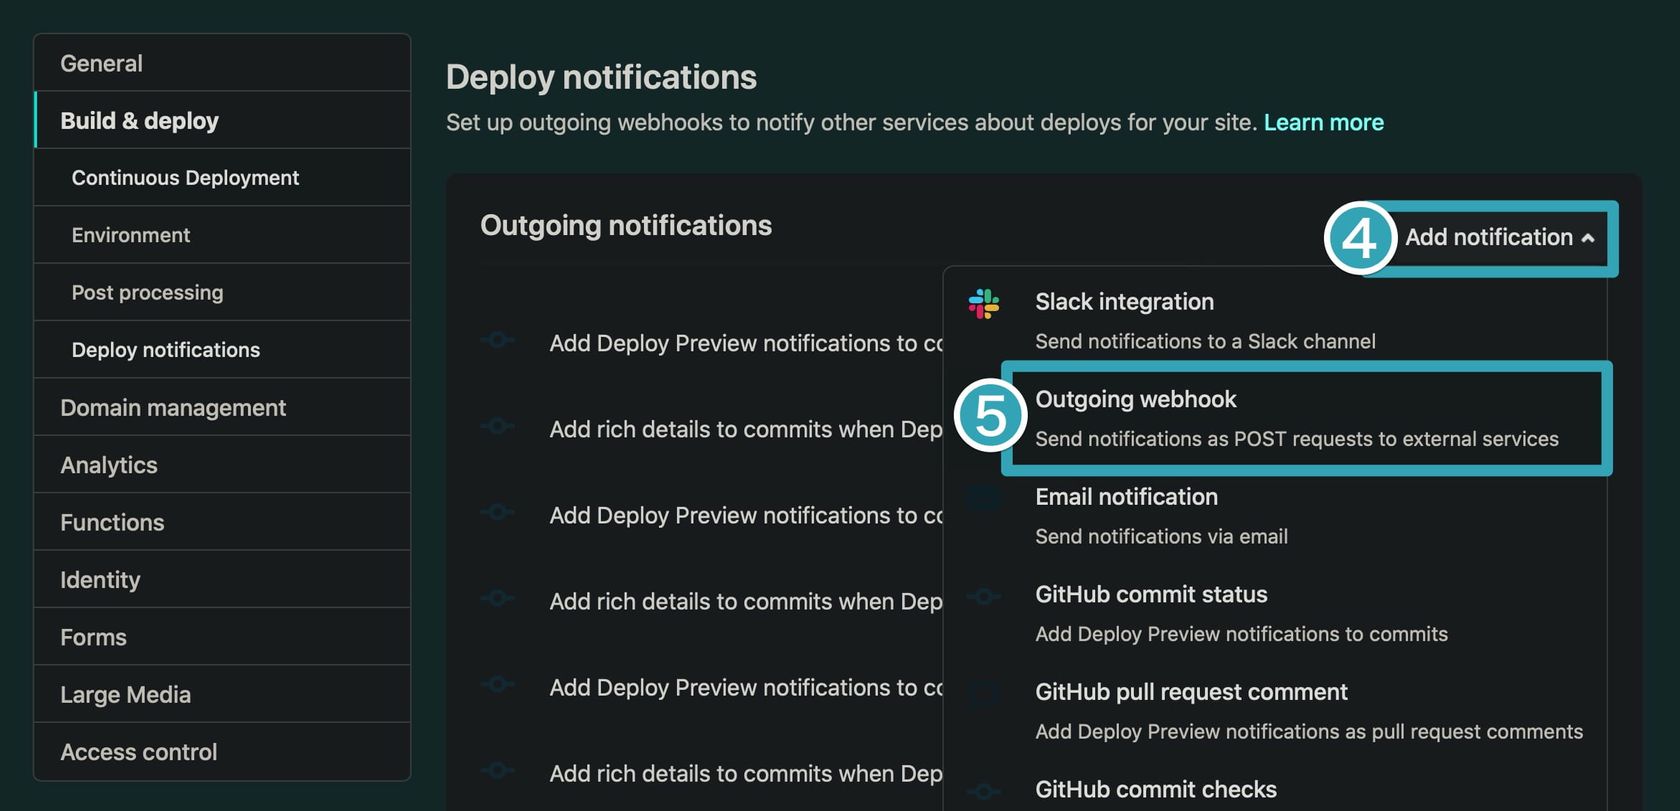 General
Build & deploy
Continuous Deployment
Environment
Post processing
Deploy notifications
Domain management
Analytics
Functions
Identity
Forms
Large Media
Access control
Deploy notifications
Set up outgoing webhooks to notify other services about deploys for your site. Learn more
Outgoing notifications
4 Add notification
Add Deploy Preview notifications to co
Add rich details to commits when Dep
Add Deploy Preview notifications to co
Add rich details to commits when Dep
Add Deploy Preview notifications to co
Add rich details to commits when Dep
Slack integration
Send notifications to a Slack channel
5 Outgoing webhook
Send notifications as POST requests to external services
Email notification
Send notifications via email
GitHub commit status
Add Deploy Preview notifications to commits
GitHub pull request comment
Add Deploy Preview notifications as pull request comments
GitHub commit checks